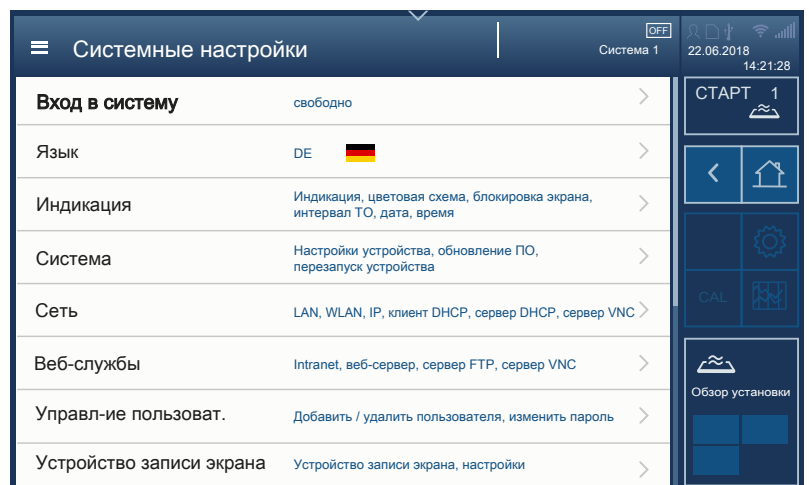 Системные настройки
OFF
Система 1
22.06.2018
14:21:28
Вход в систему
свободно
СТАРТ 1
Язык
DE
Индикация
Индикация, цветовая схема, блокировка экрана,
интервал ТО, дата, время
Система
Настройки устройства, обновление ПО,
перезапуск устройства
CAL
Сеть
LAN, WLAN, IP, клиент DHCP, сервер DHCP, сервер VNC
Веб-службы
Intranet, веб-сервер, сервер FTP, сервер VNC
Обзор установки
Управл-ие пользоват.
Добавить / удалить пользователя, изменить пароль
Устройство записи экрана
Устройство записи экрана, настройки